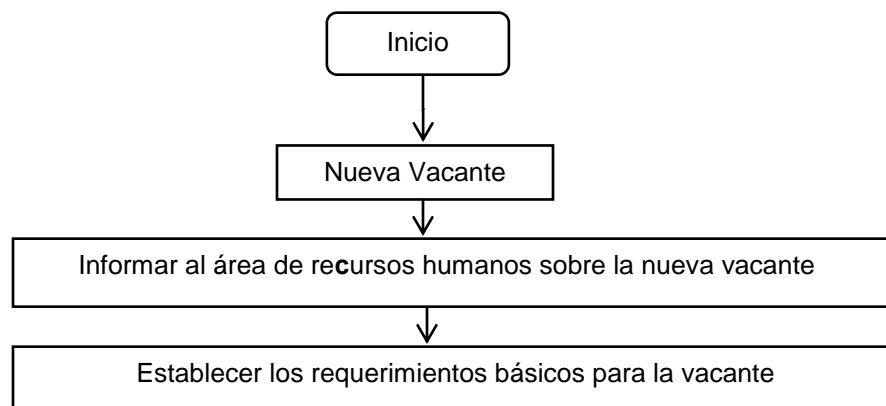 Inicio
Nueva Vacante
Informar al área de recursos humanos sobre la nueva vacante
Establecer los requerimientos básicos para la vacante